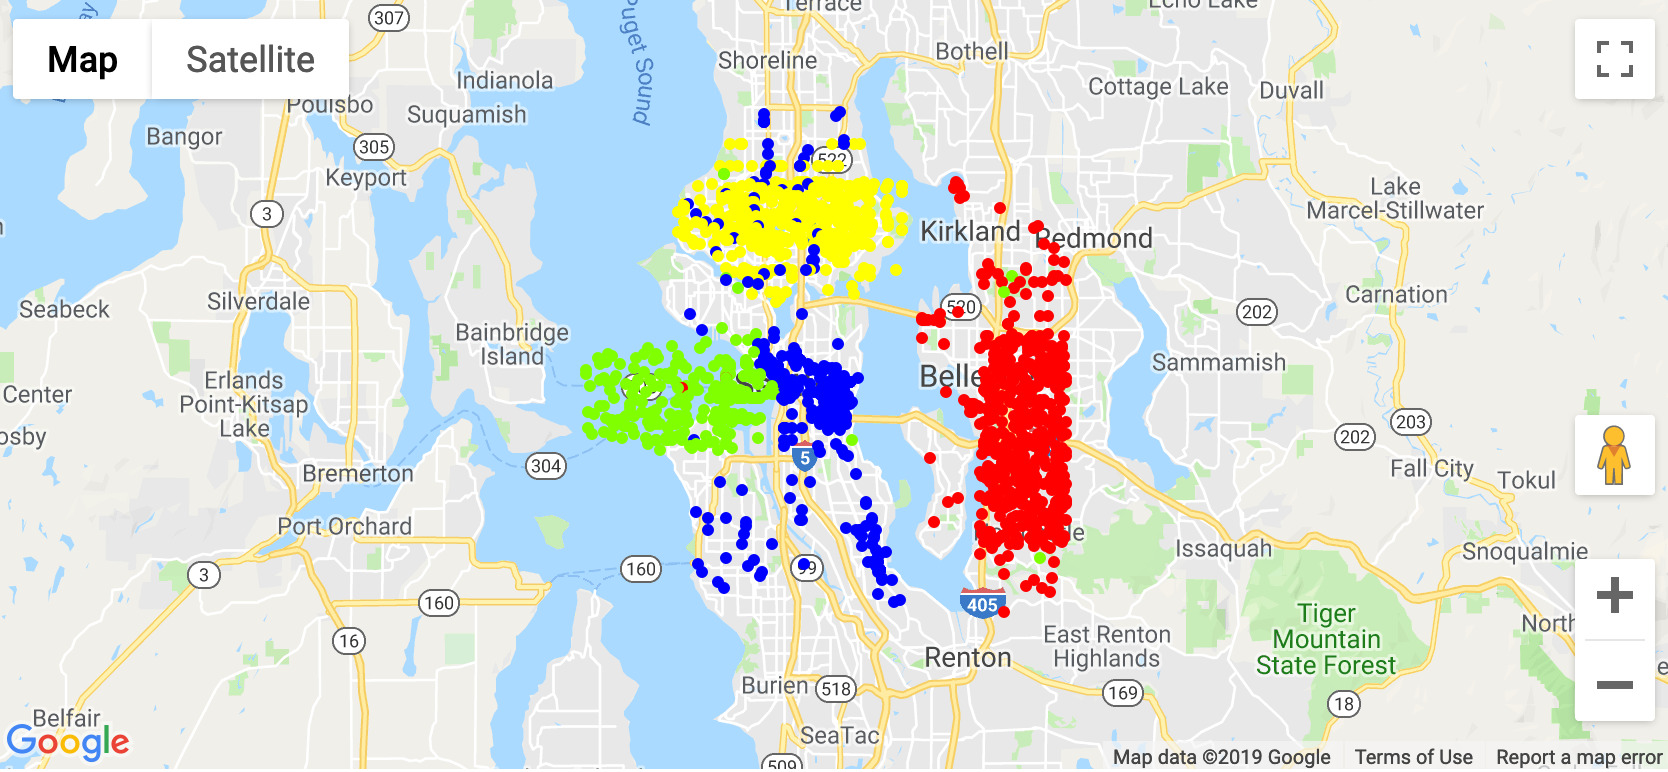 Map
Satellite
307
Terrace
Echo Lake
Puget Sound
Shoreline
Bothell
Indianola
Cottage Lake
Duvall
Poulsbo
Suquamish
Bangor
305
522
Keyport
3
Lake
Marcel-Stillwater
Kirkland
Redmond
Silverdale
Seabeck
Carnation
520
202
Bainbridge
Island
Sammamish
Erlands
Point-Kitsap
Lake
Center
Belle
203
202
osby
5
304
Bremerton
Fall City
Tokul
Port Orchard
Issaquah
Snoqualmie
3
160
99
160
405
Tiger
Mountain
State Forest
North
16
East Renton
Highlands
Renton
Burien
518
169
18
Belfair
SeaTac
509
Google
Map data ©2019 Google
Terms of Use
Report a map error